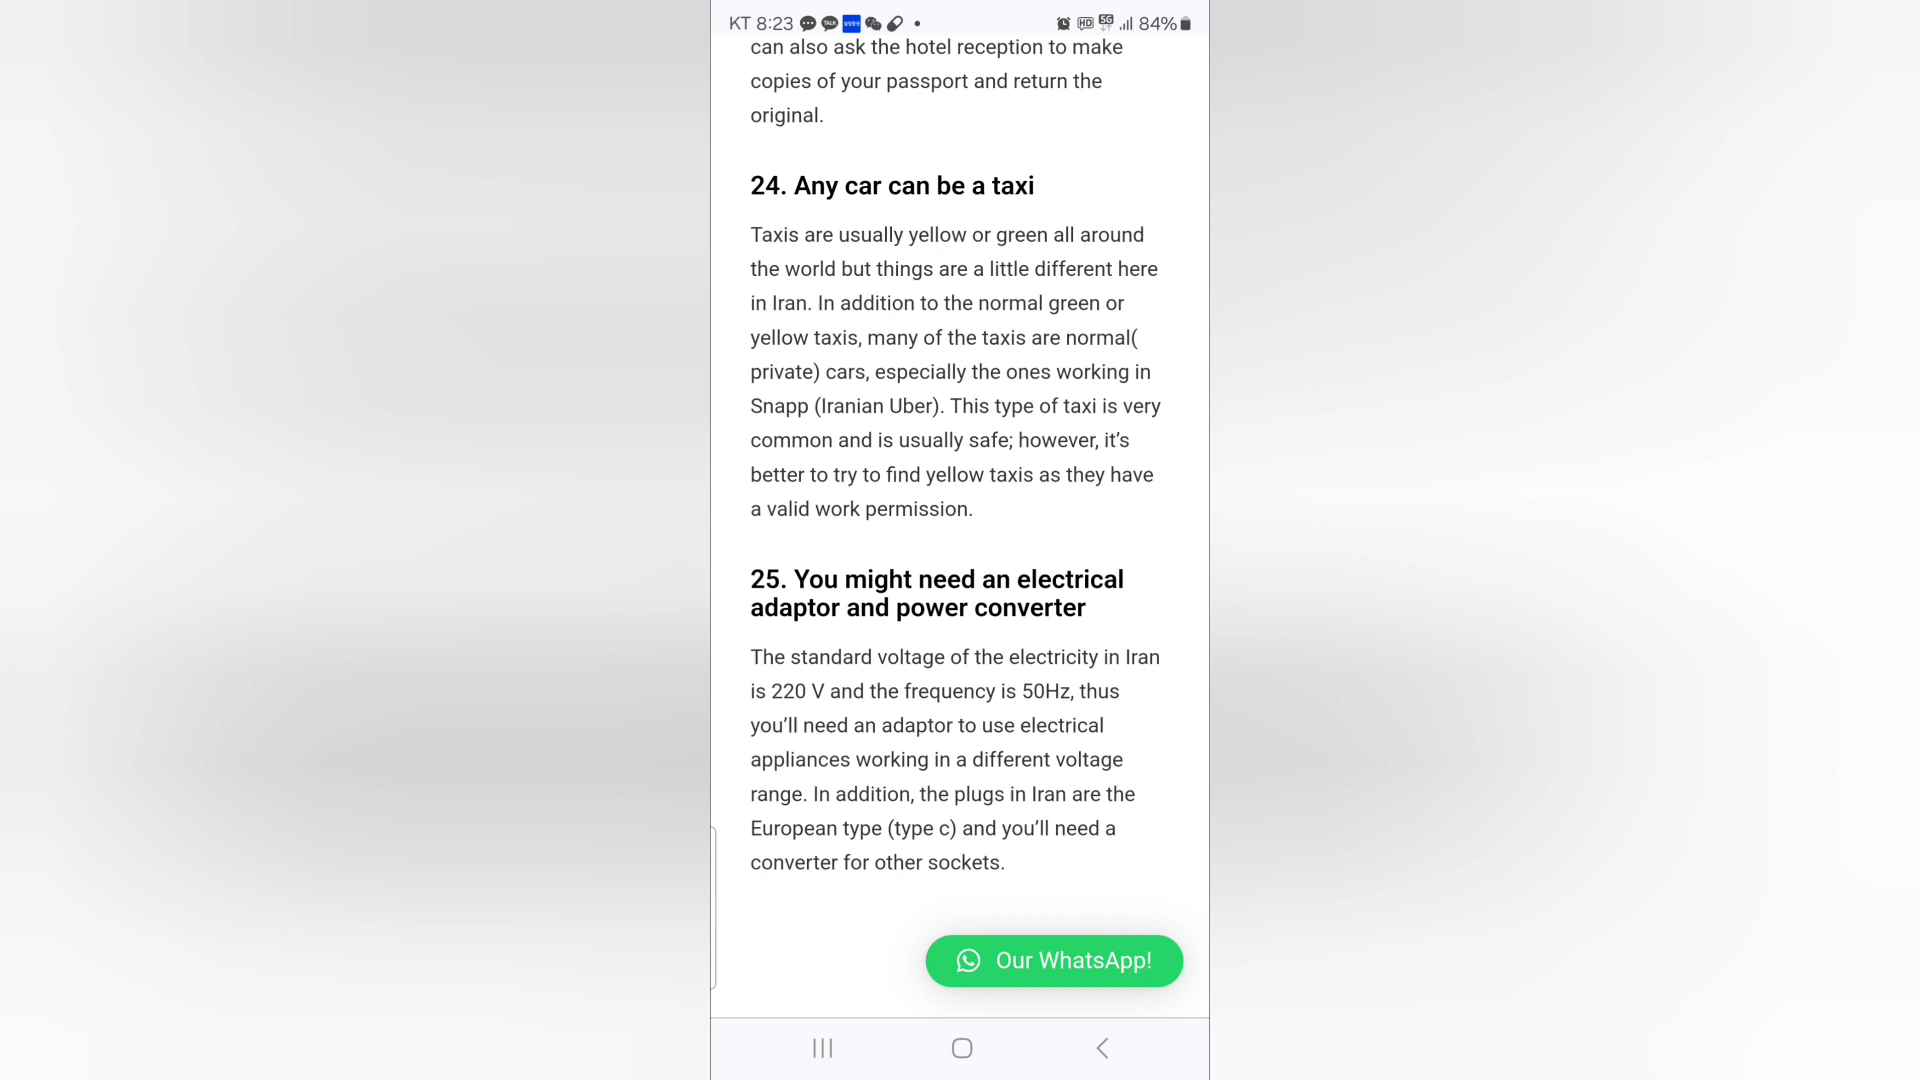 KT 8:23 84%
can also ask the hotel reception to make
copies of your passport and return the
original.
24. Any car can be a taxi
Taxis are usually yellow or green all around
the world but things are a little different here
in Iran. In addition to the normal green or
yellow taxis, many of the taxis are normal(
private) cars, especially the ones working in
Snapp (Iranian Uber). This type of taxi is very
common and is usually safe; however, it’s
better to try to find yellow taxis as they have
a valid work permission.
25. You might need an electrical
adaptor and power converter
The standard voltage of the electricity in Iran
is 220 V and the frequency is 50Hz, thus
you’ll need an adaptor to use electrical
appliances working in a different voltage
range. In addition, the plugs in Iran are the
European type (type c) and you’ll need a
converter for other sockets.
Our WhatsApp!